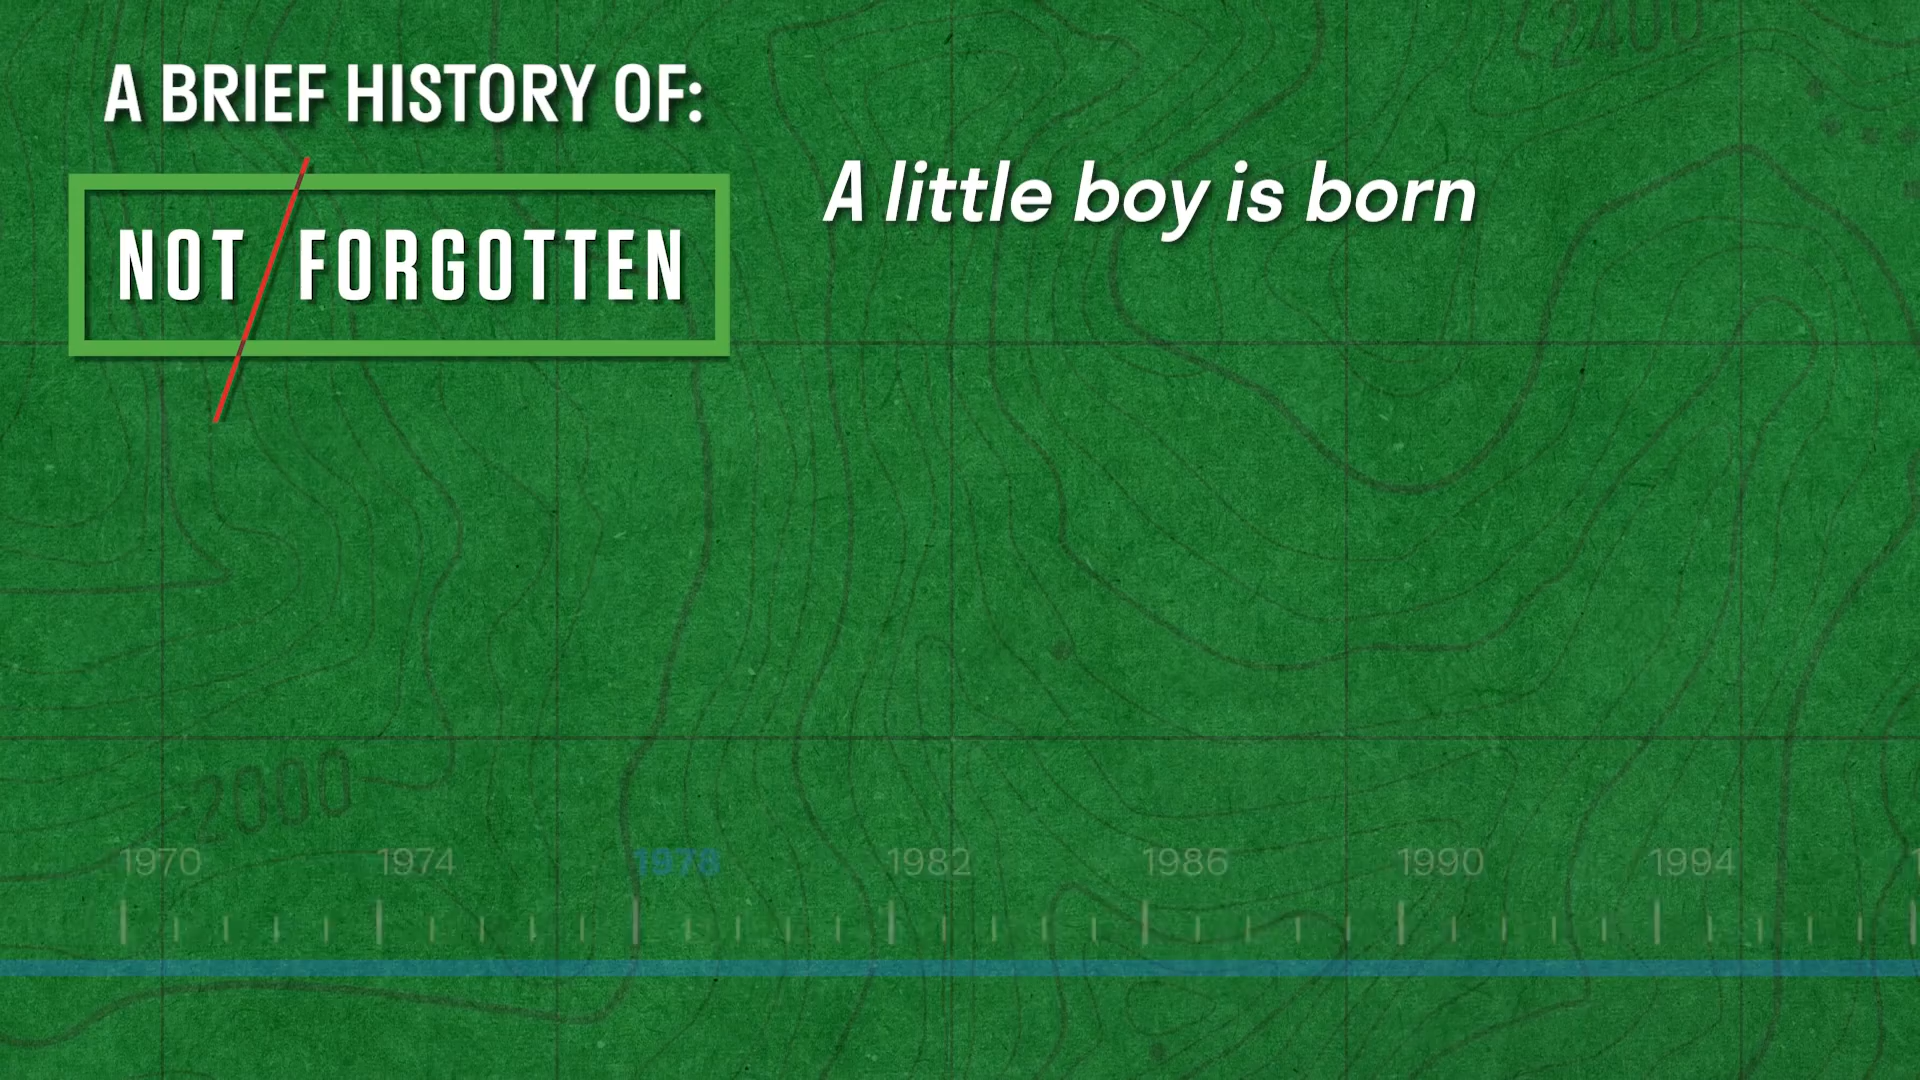 2400
A BRIEF HISTORY OF:
A little boy is born
NOT / FORGOTTEN
2000
1970 1974 1978 1982 1986 1990 1994